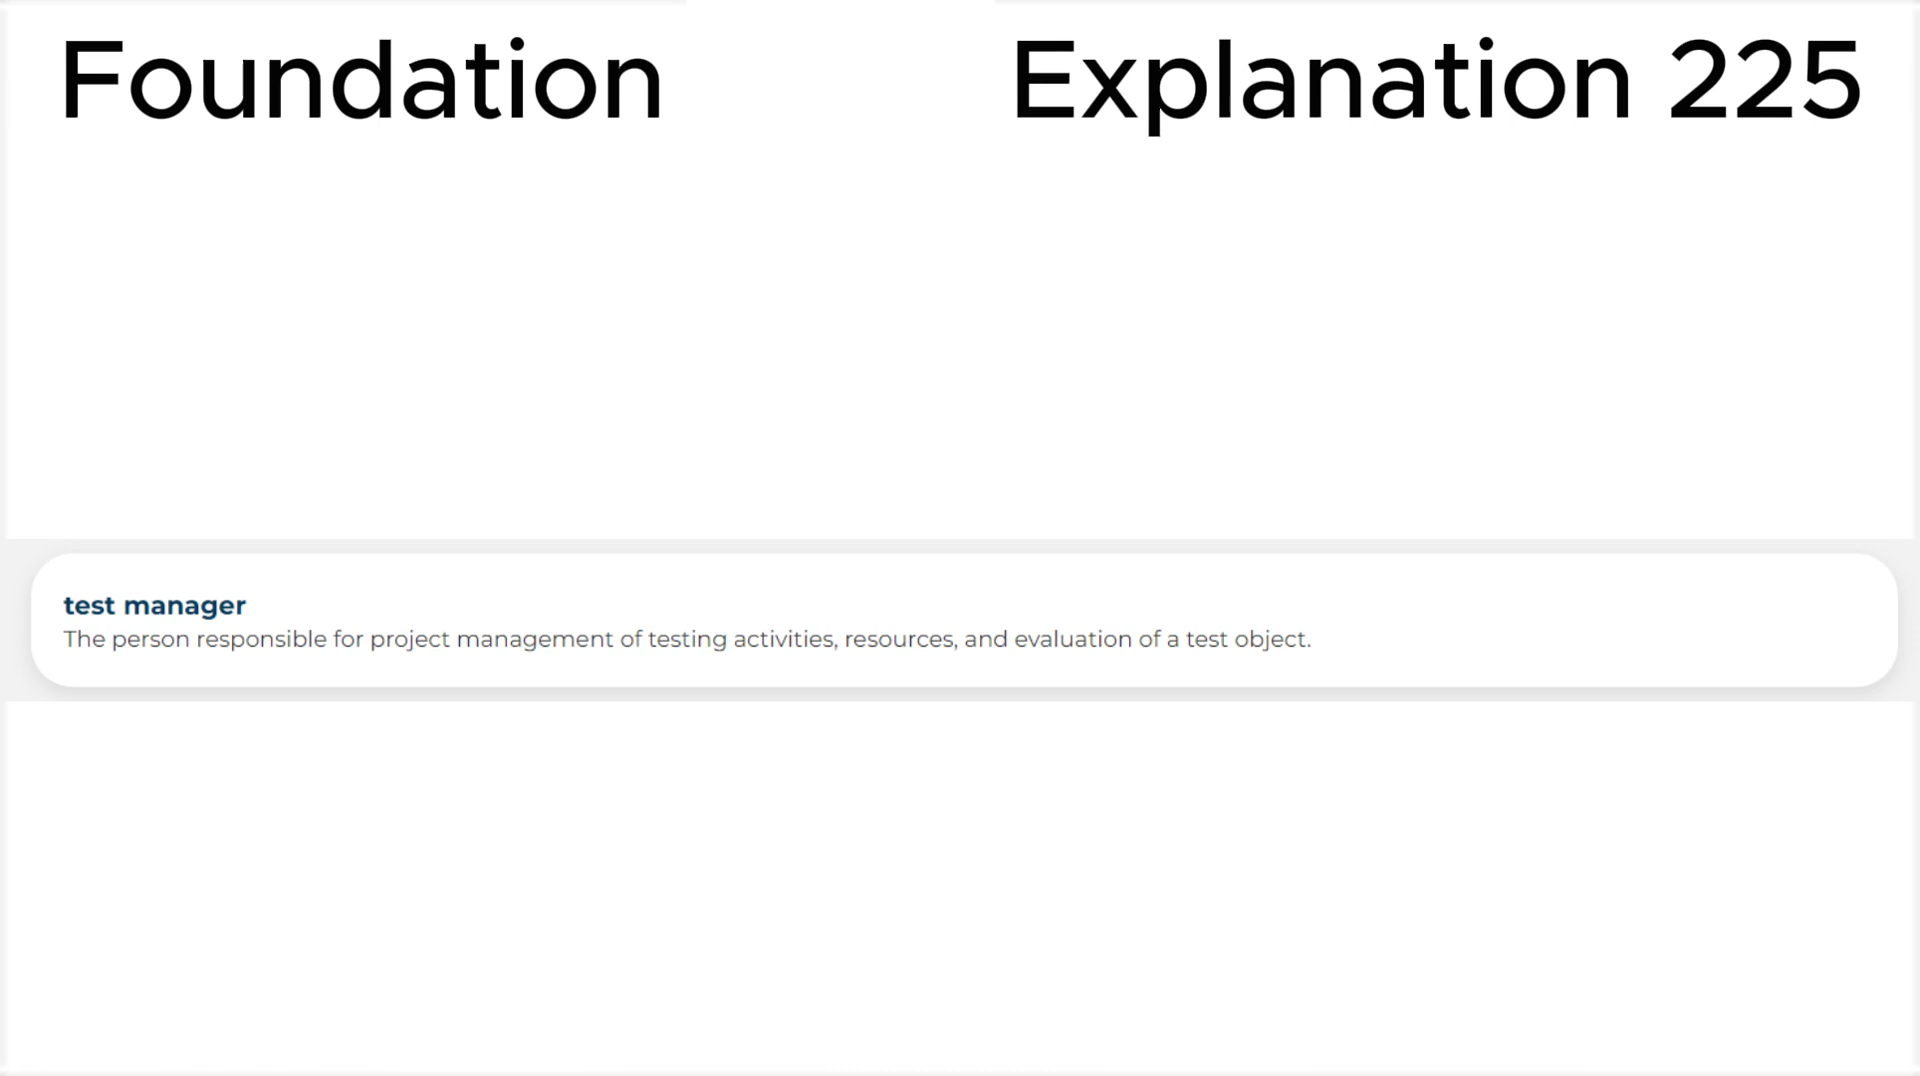 Foundation Explanation 225
test manager
The person responsible for project management of testing activities, resources, and evaluation of a test object.